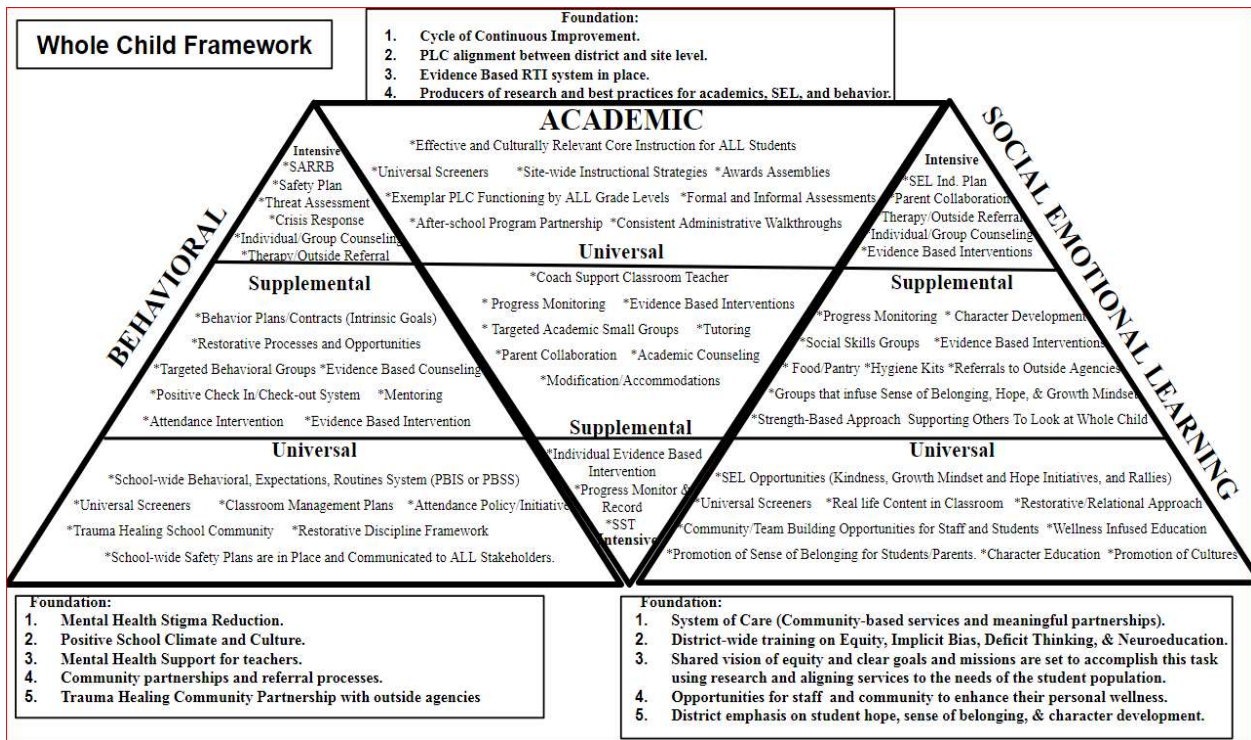 Whole Child Framework
Foundation:
1. Cycle of Continuous Improvement.
2. PLC alignment between district and site level.
3. Evidence Based RTI system in place.
4. Producers of research and best practices for academics, SEL, and behavior.
BEHAVIORAL
Intensive
*SARRB
*Safety Plan
*Threat Assessment
*Crisis Response
*Individual/Group Counseling
*Therapy/Outside Referral
Supplemental
*Behavior Plans/Contracts (Intrinsic Goals)
*Restorative Processes and Opportunities
*Targeted Behavioral Groups *Evidence Based Counseling
*Positive Check In/Check-out System *Mentoring
*Attendance Intervention *Evidence Based Intervention
Universal
*School-wide Behavioral, Expectations, Routines System (PBIS or PBSS)
*Universal Screeners *Classroom Management Plans *Attendance Policy/Initiative
*Trauma Healing School Community *Restorative Discipline Framework
*School-wide Safety Plans are in Place and Communicated to ALL Stakeholders.
ACADEMIC
*Effective and Culturally Relevant Core Instruction for ALL Students
*Universal Screeners *Site-wide Instructional Strategies *Awards Assemblies
*Exemplar PLC Functioning by ALL Grade Levels *Formal and Informal Assessments
*After-school Program Partnership *Consistent Administrative Walkthroughs
Universal
*Coach Support Classroom Teacher
* Progress Monitoring *Evidence Based Interventions
* Targeted Academic Small Groups *Tutoring
*Parent Collaboration *Academic Counseling
*Modification/Accommodations
Supplemental
*Individual Evidence Based
Intervention
*Progress Monitor &
Record
*SST
Intensive
SOCIAL EMOTIONAL LEARNING
Intensive
*SEL Ind. Plan
*Parent Collaboration
*Therapy/Outside Referral
*Individual/Group Counseling
*Evidence Based Interventions
Supplemental
*Progress Monitoring * Character Development
*Social Skills Groups *Evidence Based Interventions
* Food/Pantry *Hygiene Kits *Referrals to Outside Agencies
*Groups that infuse Sense of Belonging, Hope, & Growth Mindset
*Strength-Based Approach Supporting Others To Look at Whole Child
Universal
*SEL Opportunities (Kindness, Growth Mindset and Hope Initiatives, and Rallies)
*Universal Screeners *Real life Content in Classroom *Restorative/Relational Approach
*Community/Team Building Opportunities for Staff and Students *Wellness Infused Education
*Promotion of Sense of Belonging for Students/Parents. *Character Education *Promotion of Cultures
Foundation:
1. Mental Health Stigma Reduction.
2. Positive School Climate and Culture.
3. Mental Health Support for teachers.
4. Community partnerships and referral processes.
5. Trauma Healing Community Partnership with outside agencies
Foundation:
1. System of Care (Community-based services and meaningful partnerships).
2. District-wide training on Equity, Implicit Bias, Deficit Thinking, & Neuroeducation.
3. Shared vision of equity and clear goals and missions are set to accomplish this task
using research and aligning services to the needs of the student population.
4. Opportunities for staff and community to enhance their personal wellness.
5. District emphasis on student hope, sense of belonging, & character development.